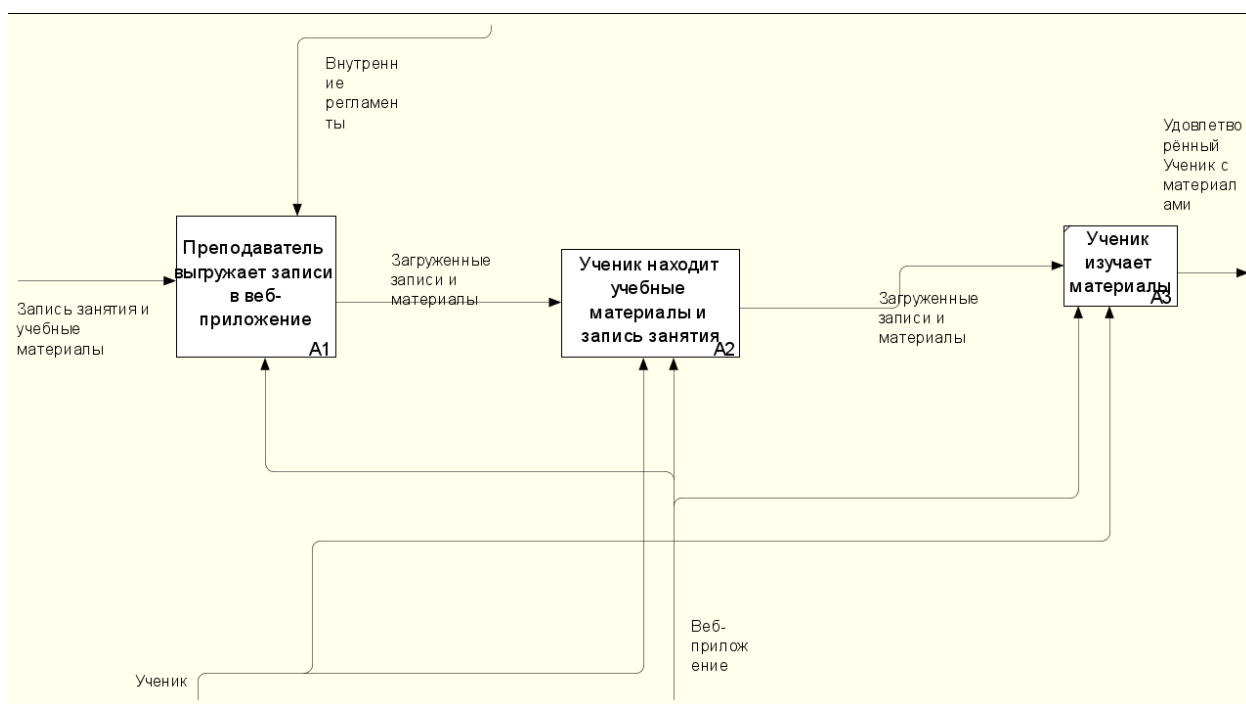 Внутренн
ие
регламен
ты
Удовлетво
рённый
Ученик с
материал
ами
Преподаватель
выгружает записи
в веб-
приложение
A1
Запись занятия и
учебные
материалы
Загруженные
записи и
материалы
Ученик находит
учебные
материалы и
запись занятия
A2
Загруженные
записи и
материалы
Ученик
изучает
материалы
A3
Веб-
прилож
ение
Ученик